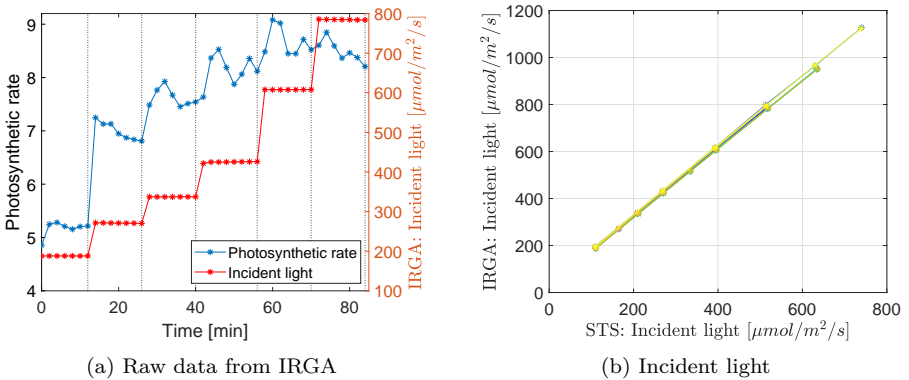 9
8
7
6
5
4
Photosynthetic rate
800
700
600
500
400
300
200
100
IRGA: Incident light [μmol/m²/s]
Photosynthetic rate
Incident light
0 20 40 60 80
Time [min]
(a) Raw data from IRGA
1200
1000
800
600
400
200
0
IRGA: Incident light [μmol/m²/s]
0 200 400 600 800
STS: Incident light [μmol/m²/s]
(b) Incident light